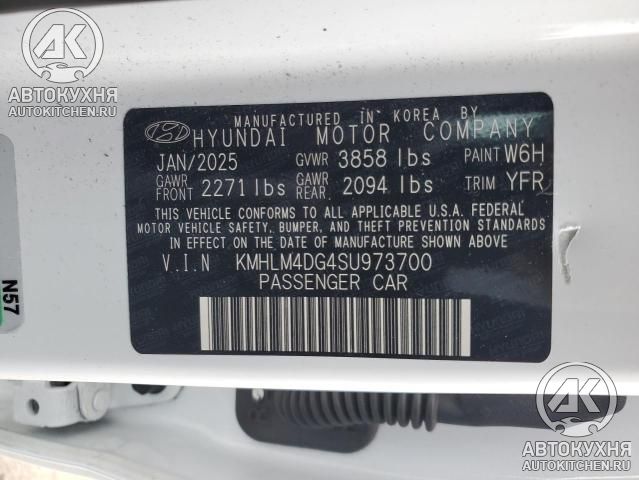 АВТОКУХНЯ
AUTOKITCHEN.RU
MANUFACTURED IN KOREA BY
HYUNDAI MOTOR COMPANY
JAN/2025 GVWR 3858 lbs PAINT W6H
GAWR FRONT 2271 lbs GAWR REAR. 2094 lbs TRIM YFR
THIS VEHICLE CONFORMS TO ALL APPLICABLE U.S.A. FEDERAL
MOTOR VEHICLE SAFETY, BUMPER, AND THEFT PREVENTION STANDARDS
IN EFFECT ON THE DATE OF MANUFACTURE SHOWN ABOVE.
V.I.N KMHLM4DG4SU973700
PASSENGER CAR
N57
АВТОКУХНЯ
AUTOKITCHEN.RU